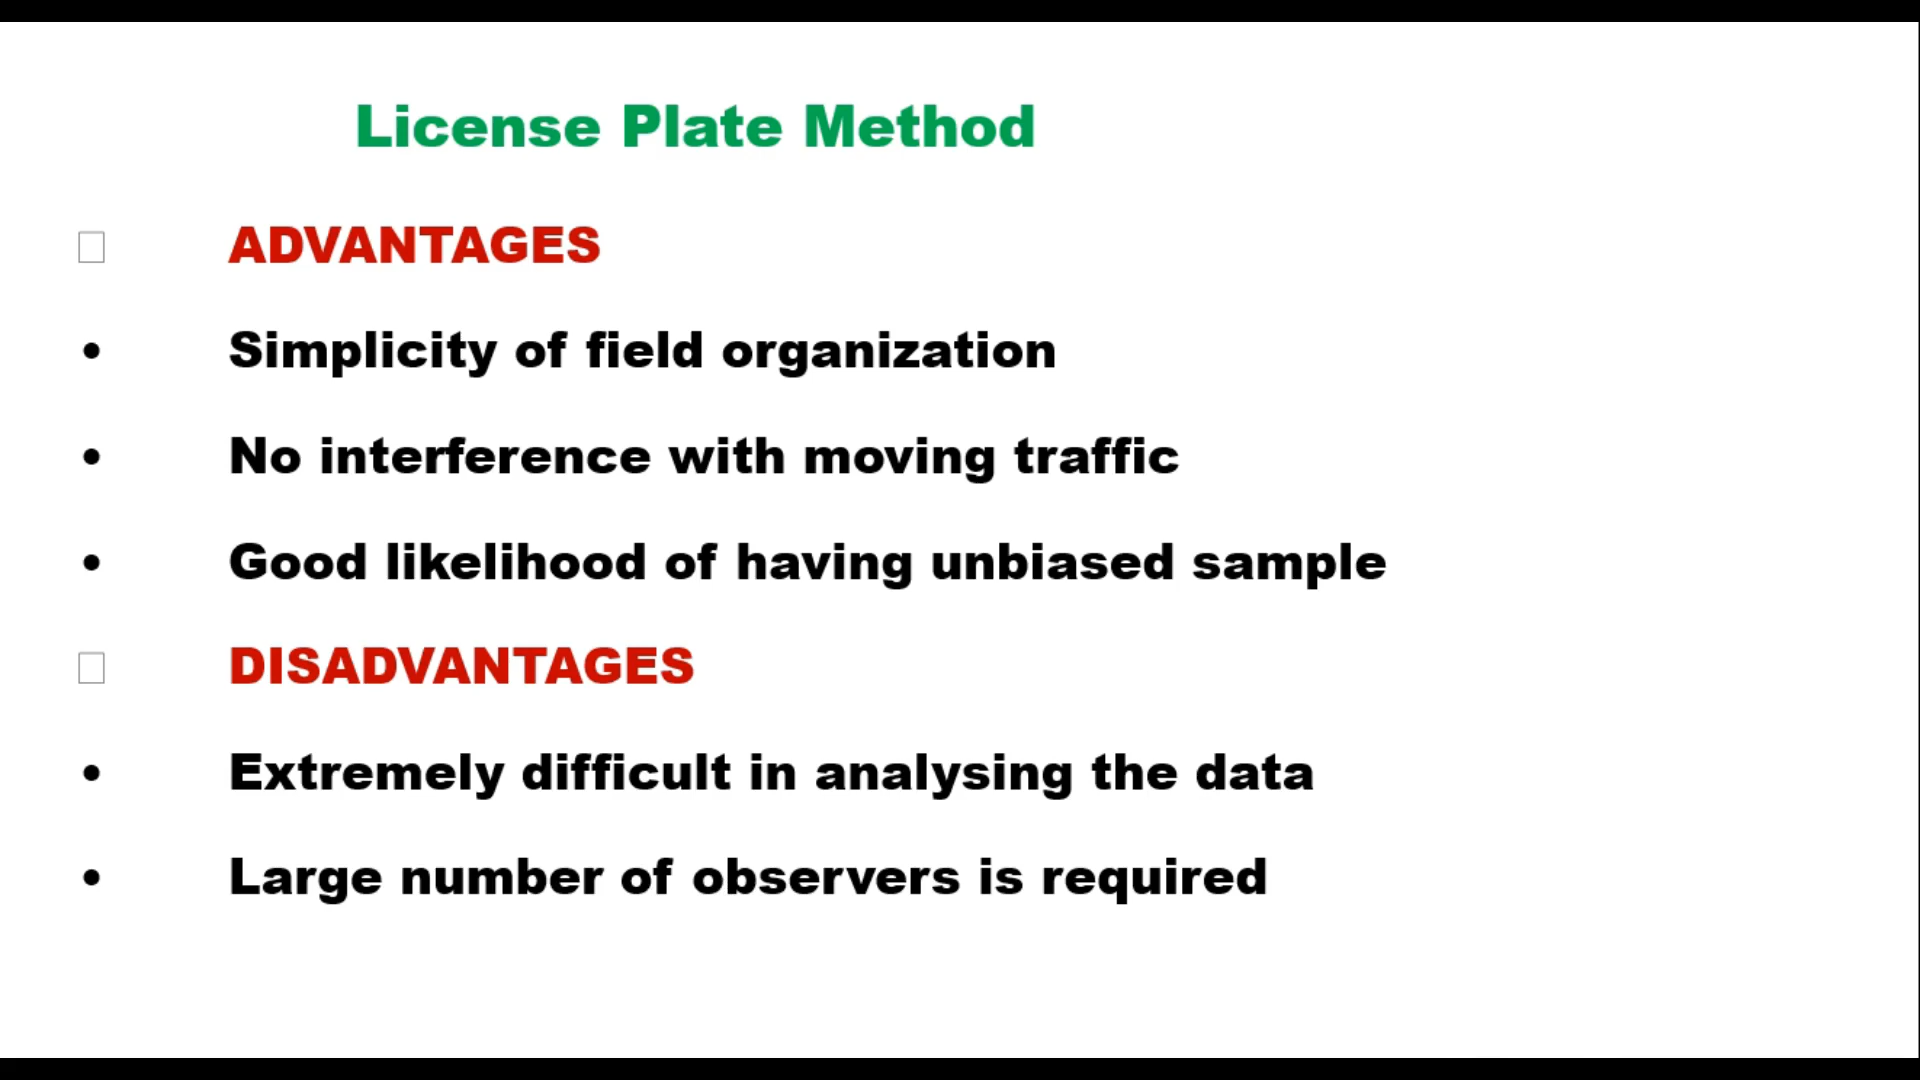 License Plate Method
ADVANTAGES
• Simplicity of field organization
• No interference with moving traffic
• Good likelihood of having unbiased sample
DISADVANTAGES
• Extremely difficult in analysing the data
• Large number of observers is required